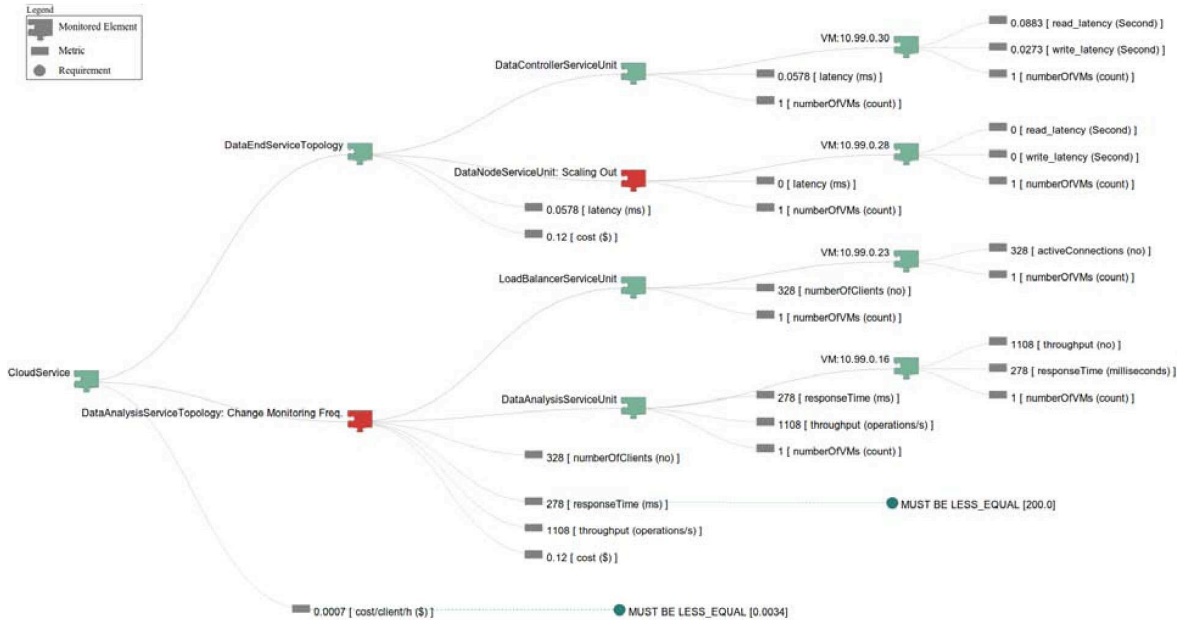 Legend
Monitored Element
Metric
Requirement
0.0883 [ read_latency (Second) ]
VM:10.99.0.30
0.0273 [ write_latency (Second) ]
DataControllerServiceUnit
0.0578 [ latency (ms) ]
1 [ numberOfVMs (count) ]
1 [ numberOfVMs (count) ]
0 [ read_latency (Second) ]
DataEndServiceTopology
VM:10.99.0.28
0 [ write_latency (Second) ]
DataNodeServiceUnit: Scaling Out
0 [ latency (ms) ]
1 [ numberOfVMs (count) ]
0.0578 [ latency (ms) ]
1 [ numberOfVMs (count) ]
0.12 [ cost ($) ]
VM:10.99.0.23
328 [ activeConnections (no) ]
LoadBalancerServiceUnit
1 [ numberOfVMs (count) ]
328 [ numberOfClients (no) ]
1 [ numberOfVMs (count) ]
1108 [ throughput (no) ]
VM:10.99.0.16
CloudService
278 [ responseTime (milliseconds) ]
DataAnalysisServiceUnit
278 [ responseTime (ms) ]
1 [ numberOfVMs (count) ]
DataAnalysisServiceTopology: Change Monitoring Freq.
1108 [ throughput (operations/s) ]
1 [ numberOfVMs (count) ]
328 [ numberOfClients (no) ]
278 [ responseTime (ms) ]
MUST BE LESS_EQUAL [200.0]
1108 [ throughput (operations/s) ]
0.12 [ cost ($) ]
0.0007 [ cost/client/h ($) ]
MUST BE LESS_EQUAL [0.0034]